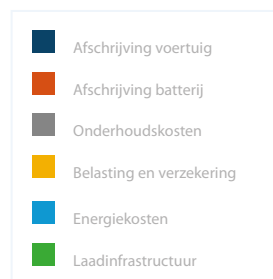 Afschrijving voertuig
Afschrijving batterij
Onderhoudskosten
Belasting en verzekering
Energiekosten
Laadinfrastructuur